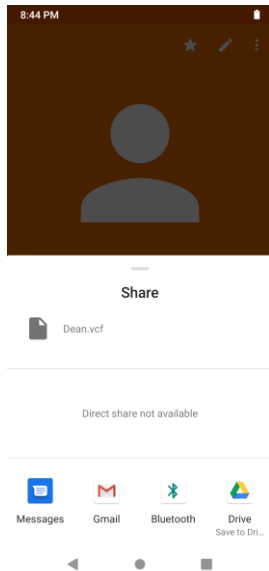 8:44 PM
Share
Dean.vcf
Direct share not available
Messages Gmail Bluetooth Drive
Save to Dri...